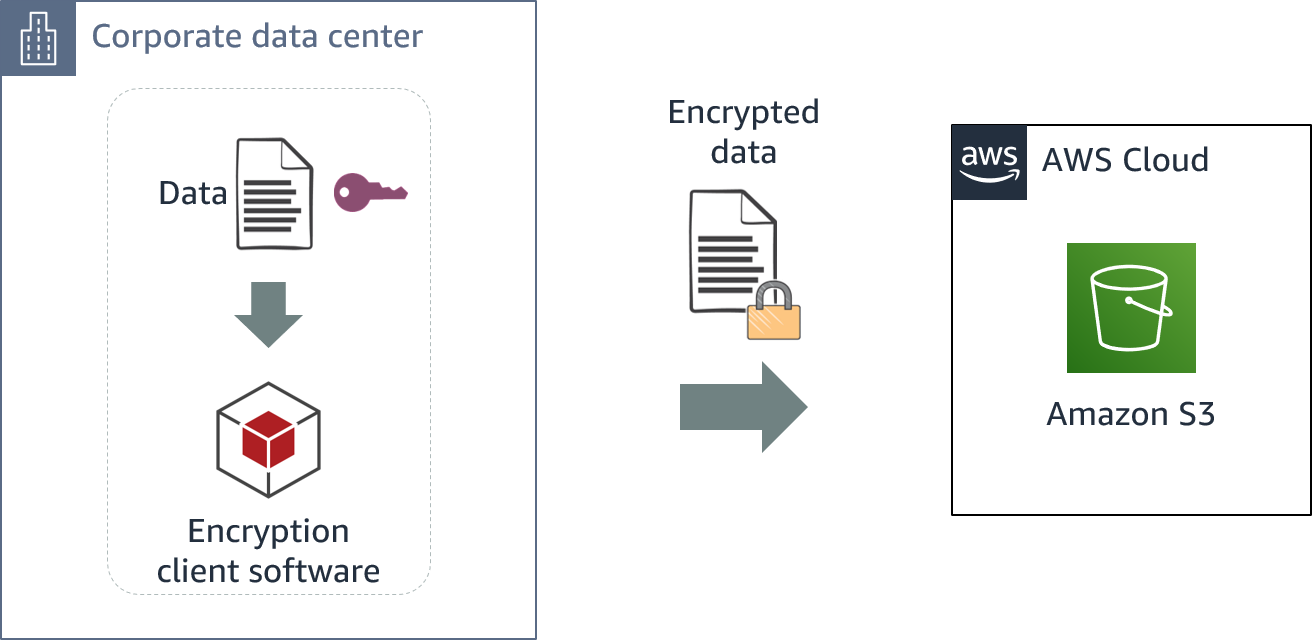 Corporate data center
Data
Encryption
client software
Encrypted
data
aws
AWS Cloud
Amazon S3